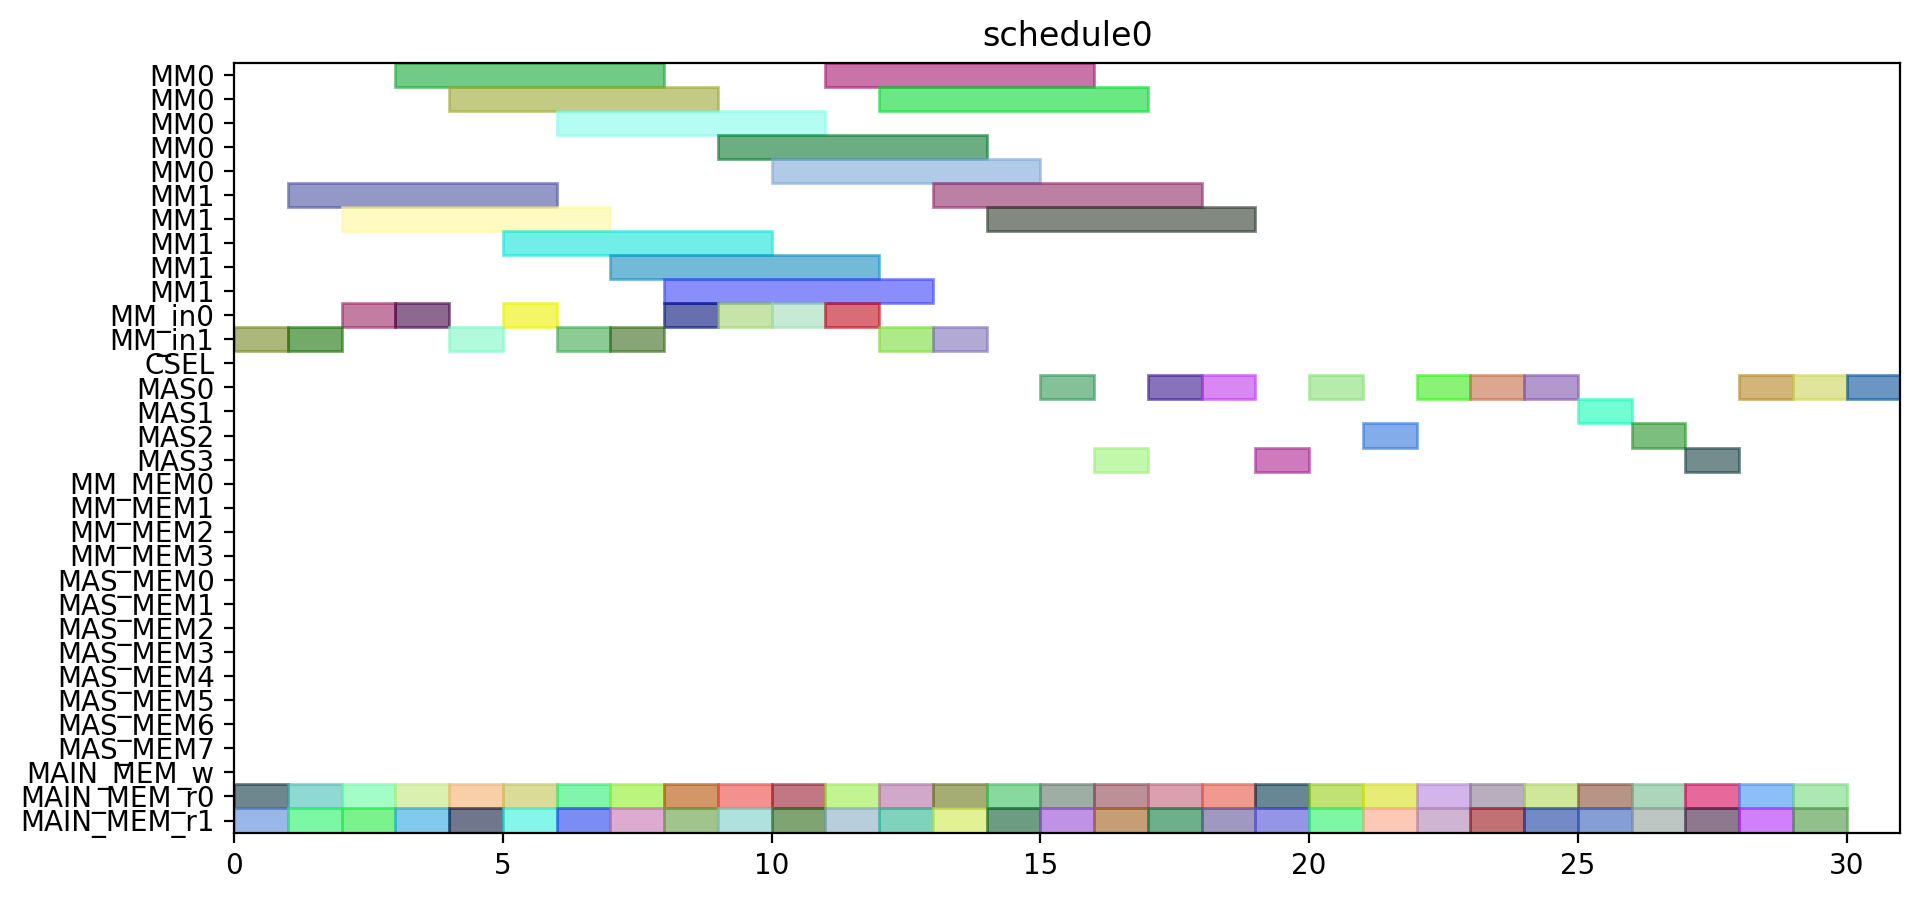 schedule0
MM0
MM0
MM0
MM0
MM0
MM1
MM1
MM1
MM1
MM1
MM_in0
MM_in1
CSEL
MAS0
MAS1
MAS2
MAS3
MM_MEM0
MM_MEM1
MM_MEM2
MM_MEM3
MAS_MEM0
MAS_MEM1
MAS_MEM2
MAS_MEM3
MAS_MEM4
MAS_MEM5
MAS_MEM6
MAS_MEM7
MAIN_MEM_w
MAIN_MEM_r0
MAIN_MEM_r1
0 5 10 15 20 25 30